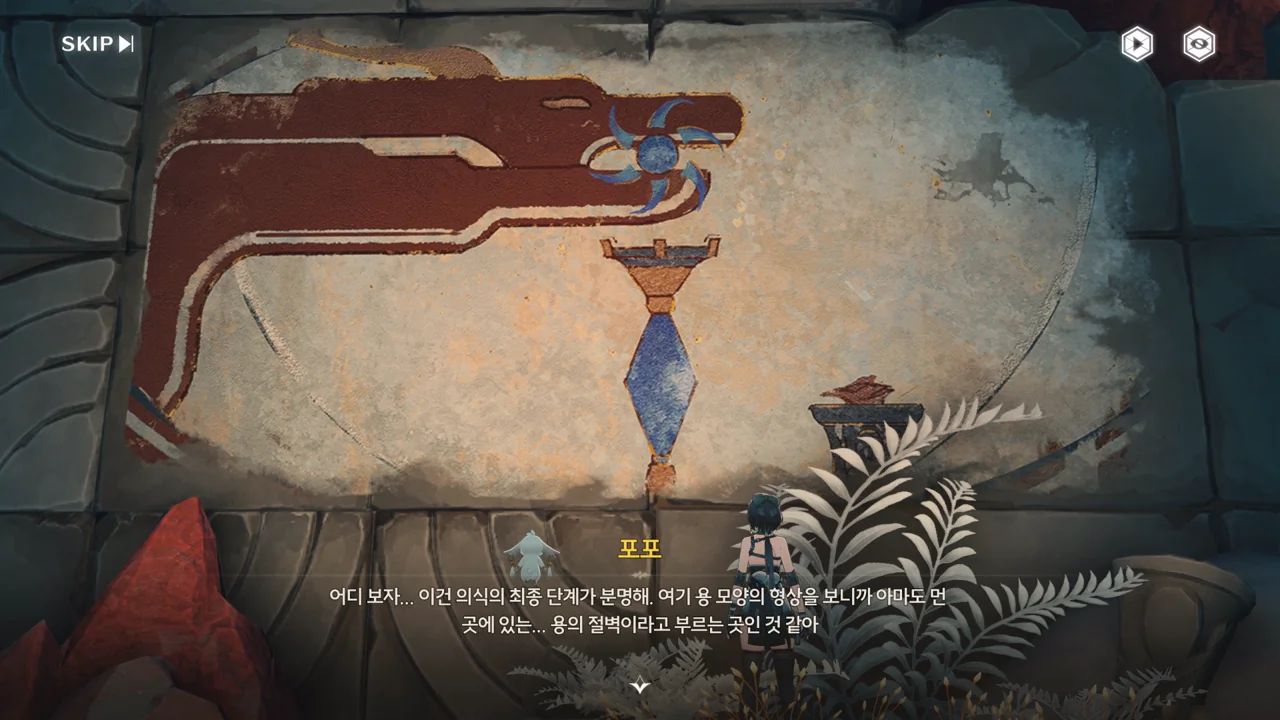 SKIP
포포
어디 보자... 이건 의식의 최종 단계가 분명해. 여기 용 모양의 형상을 보니까 아마도 먼
곳에 있는... 용의 절벽이라고 부르는 곳인 것 같아